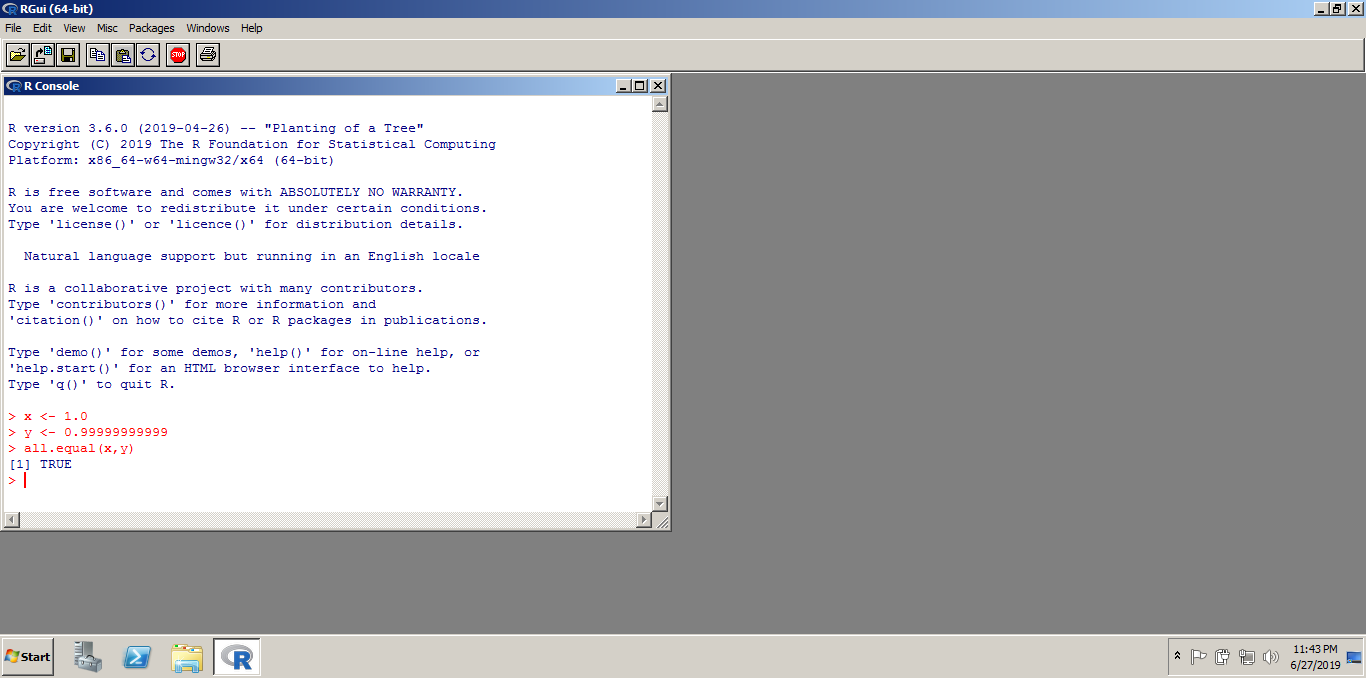 RGui (64-bit)
File Edit View Misc Packages Windows Help
STOP
R Console
R version 3.6.0 (2019-04-26) -- "Planting of a Tree"
Copyright (C) 2019 The R Foundation for Statistical Computing
Platform: x86_64-w64-mingw32/x64 (64-bit)
R is free software and comes with ABSOLUTELY NO WARRANTY.
You are welcome to redistribute it under certain conditions.
Type 'license()' or 'licence()' for distribution details.
Natural language support but running in an English locale
R is a collaborative project with many contributors.
Type 'contributors()' for more information and
'citation()' on how to cite R or R packages in publications.
Type 'demo()' for some demos, 'help()' for on-line help, or
'help.start()' for an HTML browser interface to help.
Type 'q()' to quit R.
> x <- 1.0
> y <- 0.99999999999
> all.equal(x,y)
[1] TRUE
>
Start
R
11:43 PM
6/27/2019